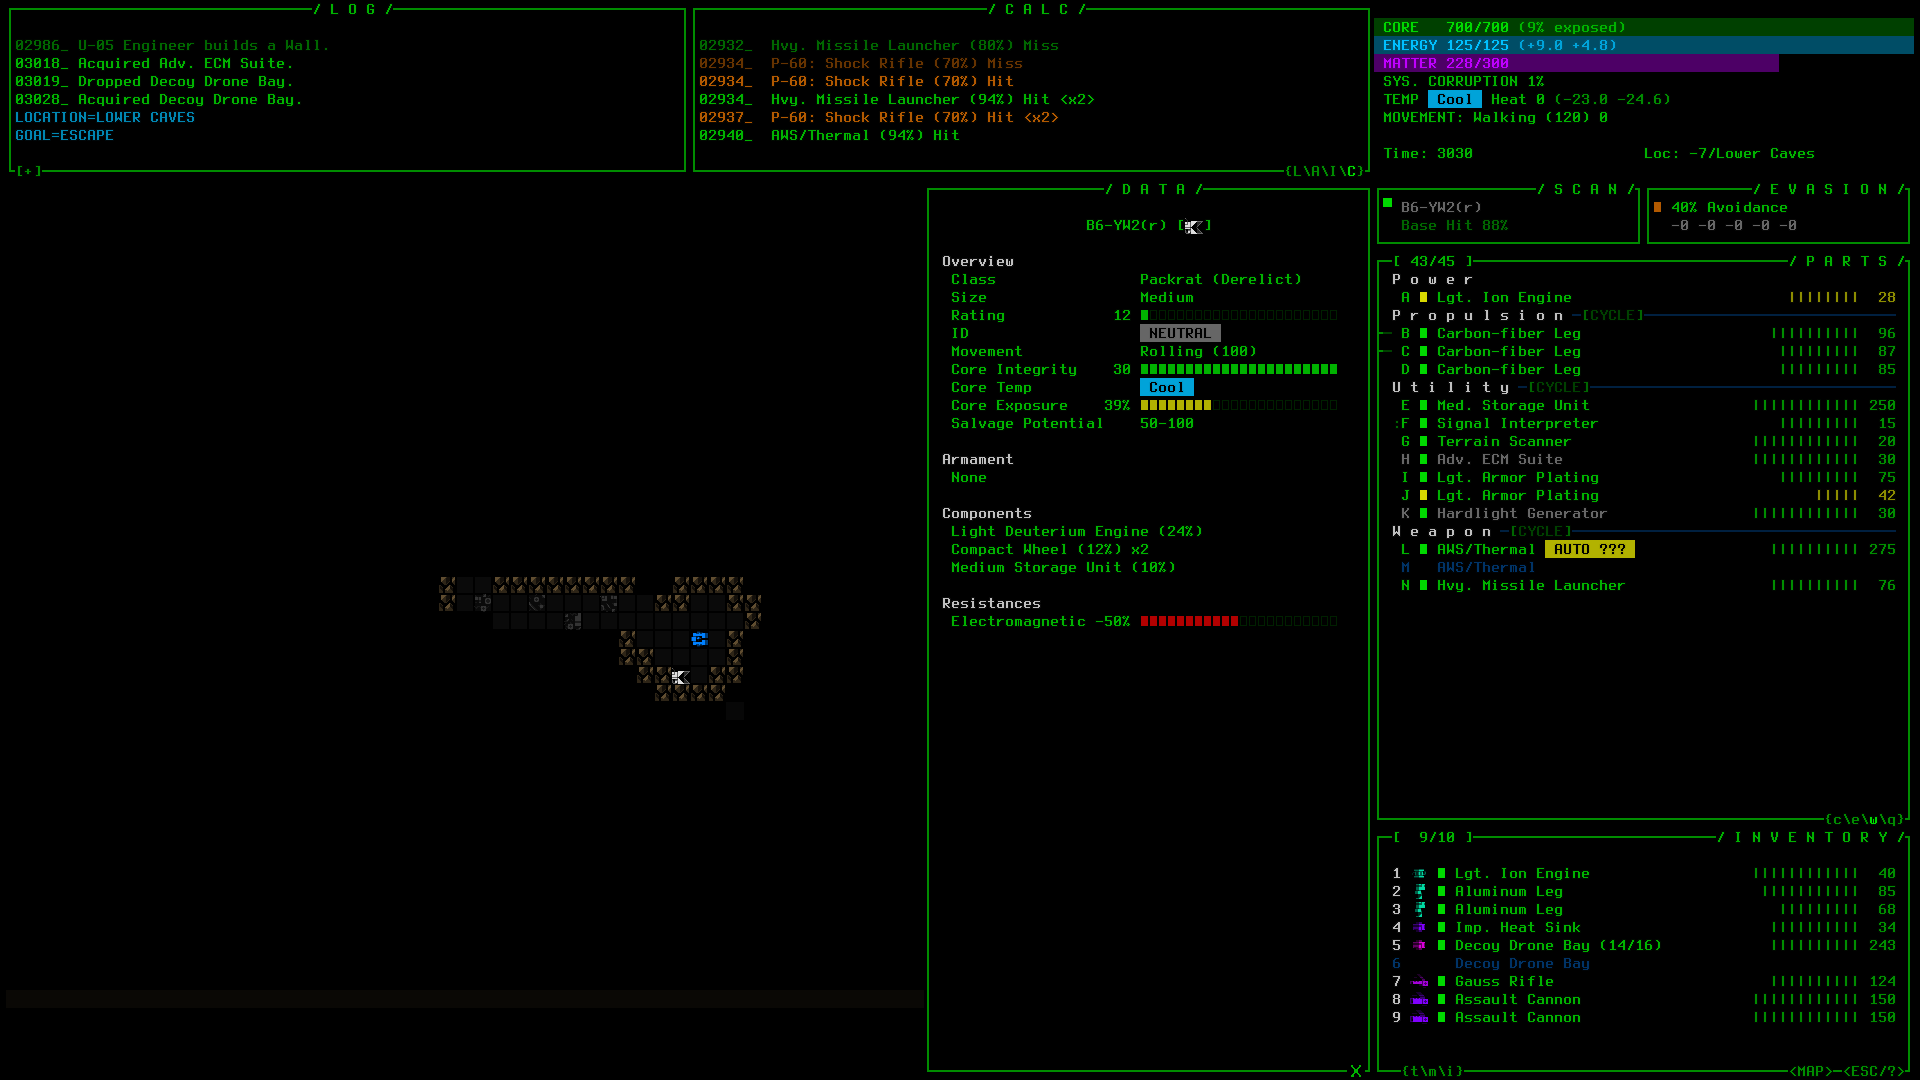 / L O G /
02986_ U-05 Engineer builds a Wall.
03018_ Acquired Adv. ECM Suite.
03019_ Dropped Decoy Drone Bay.
03028_ Acquired Decoy Drone Bay.
LOCATION=LOWER CAVES
GOAL=ESCAPE
[+]
/ C A L C /
02932_ Hvy. Missile Launcher (80%) Miss
02934_ P-60: Shock Rifle (70%) Miss
02934_ P-60: Shock Rifle (70%) Hit
02934_ Hvy. Missile Launcher (94%) Hit <x2>
02937_ P-60: Shock Rifle (70%) Hit <x2>
02940_ AWS/Thermal (94%) Hit
{L\A\I\C}
CORE 700/700 (9% exposed)
ENERGY 125/125 (+9.0 +4.8)
MATTER 228/300
SYS. CORRUPTION 1%
TEMP Cool Heat 0 (-23.0 -24.6)
MOVEMENT: Walking (120) 0
Time: 3030 Loc: -7/Lower Caves
/ D A T A /
B6-YW2(r) [ ]
Overview
Class Packrat (Derelict)
Size Medium
Rating 12
ID NEUTRAL
Movement Rolling (100)
Core Integrity 30
Core Temp Cool
Core Exposure 39%
Salvage Potential 50-100
Armament
None
Components
Light Deuterium Engine (24%)
Compact Wheel (12%) x2
Medium Storage Unit (10%)
Resistances
Electromagnetic -50%
X
/ S C A N /
B6-YW2(r)
Base Hit 88%
/ E V A S I O N /
40% Avoidance
-0 -0 -0 -0 -0
[ 43/45 ] / P A R T S /
P o w e r
A Lgt. Ion Engine 28
P r o p u l s i o n [CYCLE]
B Carbon-fiber Leg 96
C Carbon-fiber Leg 87
D Carbon-fiber Leg 85
U t i l i t y [CYCLE]
E Med. Storage Unit 250
:F Signal Interpreter 15
G Terrain Scanner 20
H Adv. ECM Suite 30
I Lgt. Armor Plating 75
J Lgt. Armor Plating 42
K Hardlight Generator 30
W e a p o n [CYCLE]
L AWS/Thermal AUTO ??? 275
M AWS/Thermal
N Hvy. Missile Launcher 76
{c\e\w\q}
[ 9/10 ] / I N V E N T O R Y /
1 Lgt. Ion Engine 40
2 Aluminum Leg 85
3 Aluminum Leg 68
4 Imp. Heat Sink 34
5 Decoy Drone Bay (14/16) 243
6 Decoy Drone Bay
7 Gauss Rifle 124
8 Assault Cannon 150
9 Assault Cannon 150
{t\m\i} <MAP> <ESC/?>